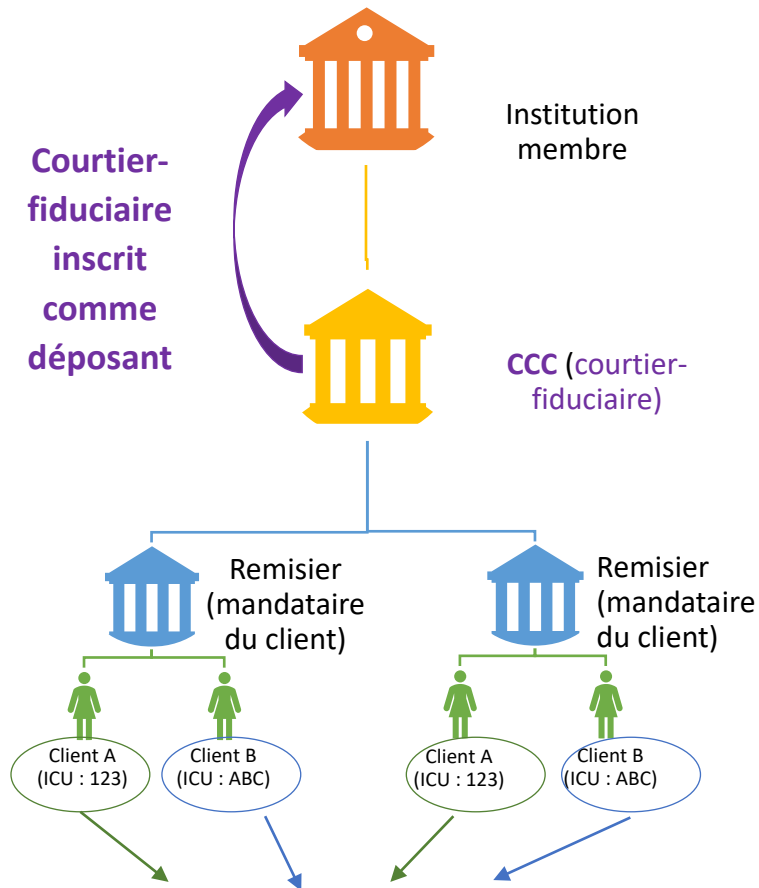 Institution
membre
Courtier-
fiduciaire
inscrit
comme
déposant
CCC (courtier-
fiduciaire)
Remisier
(mandataire
du client)
Remisier
(mandataire
du client)
Client A
(ICU : 123)
Client B
(ICU : ABC)
Client A
(ICU : 123)
Client B
(ICU : ABC)